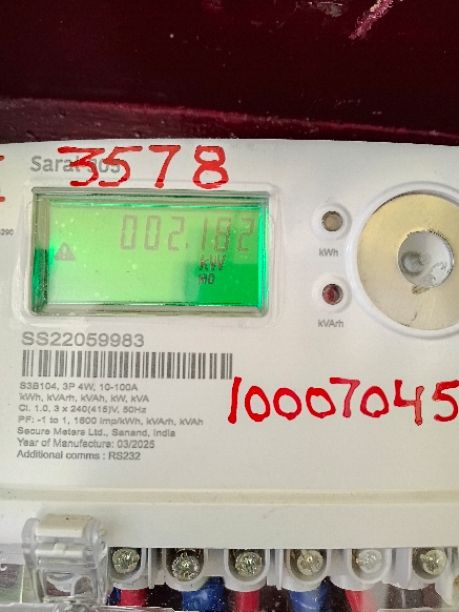 3578
002.182
kW
MD
SS22059983
S3B104, 3P 4W, 10-100A
kWh, kVArh, kVAh, kW, kVA
Cl. 1.0, 3 x 240(415)V, 50Hz
PF: -1 to 1, 1600 imp/kWh, kVArh, kVAh
Secure Meters Ltd., Sanand, India
Year of Manufacture: 03/2025
Additional comms : RS232
kWh
kVArh
10007045